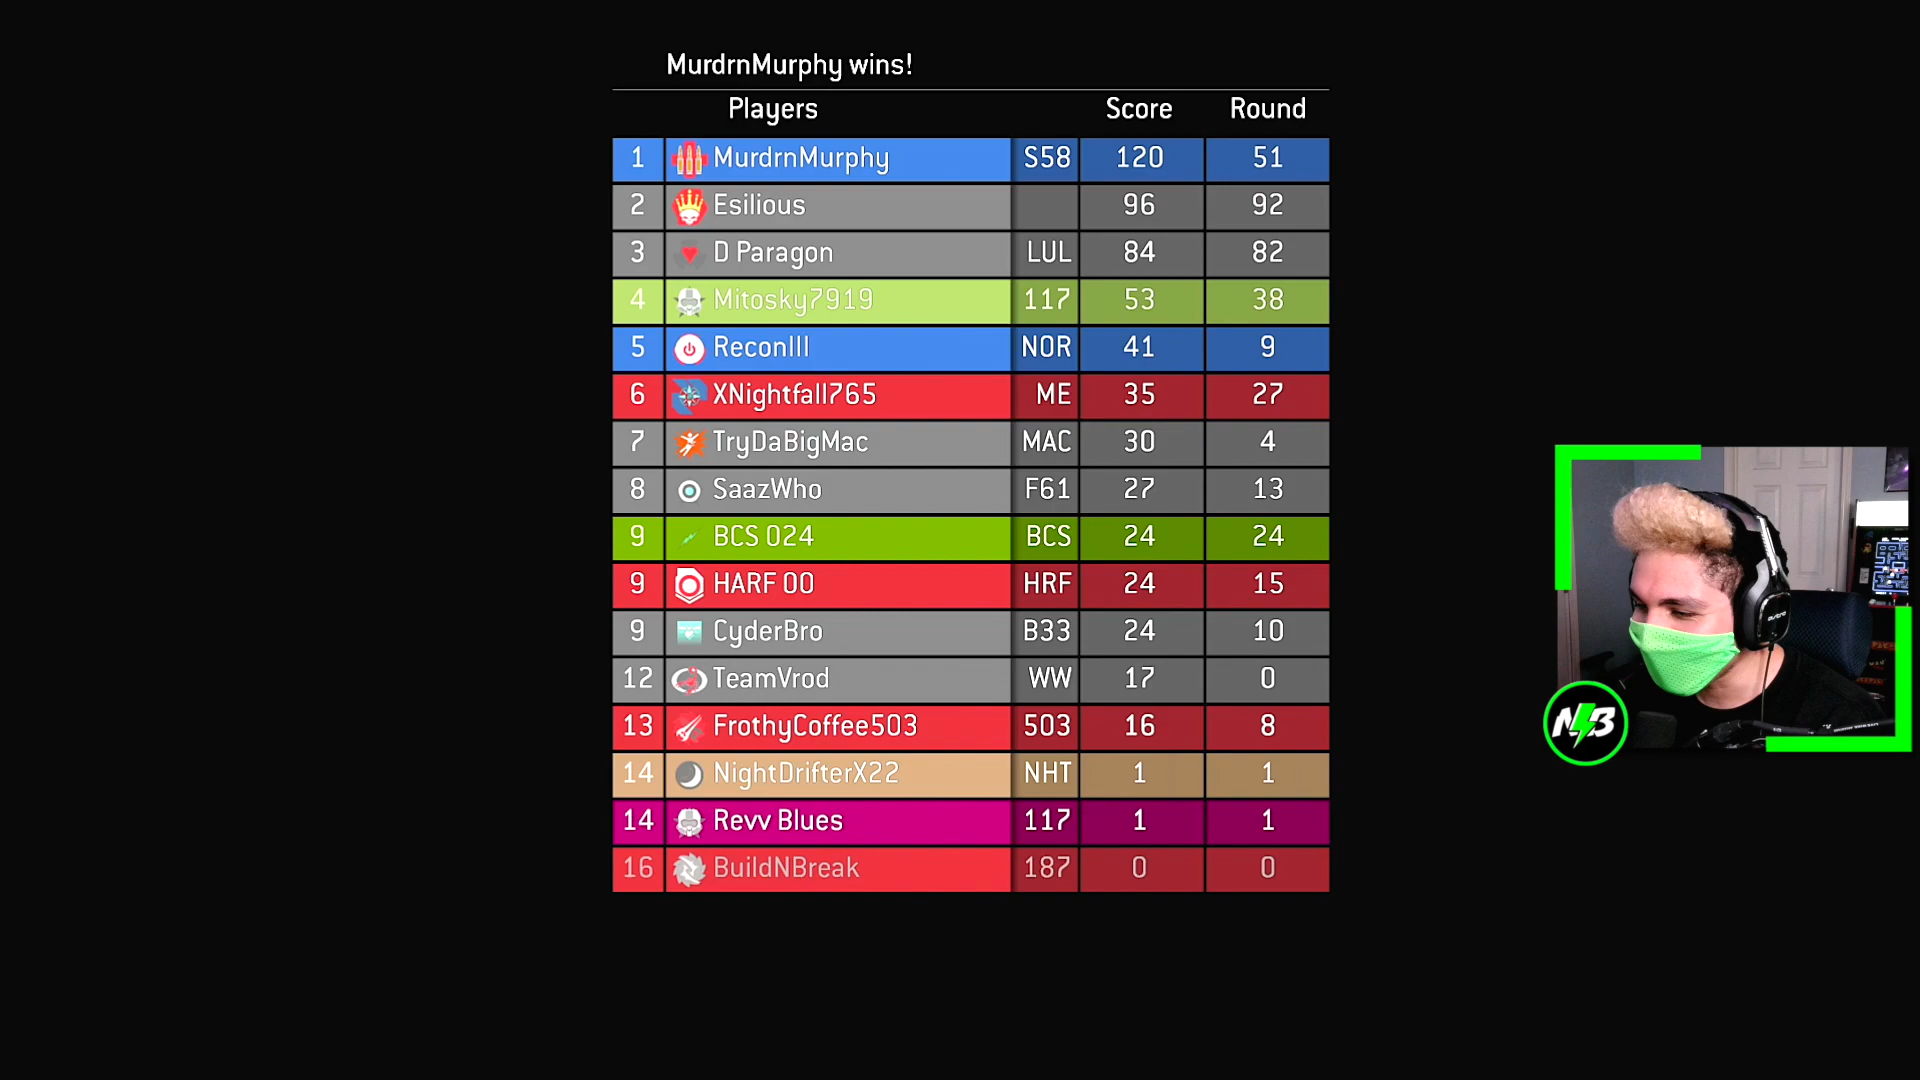 MurdrnMurphy wins!
Players Score Round
1 MurdrnMurphy S58 120 51
2 Esilious 96 92
3 D Paragon LUL 84 82
4 Mitosky7919 117 53 38
5 ReconIII NOR 41 9
6 XNightfall765 ME 35 27
7 TryDaBigMac MAC 30 4
8 SaazWho F61 27 13
9 BCS 024 BCS 24 24
9 HARF 00 HRF 24 15
9 CyderBro B33 24 10
12 TeamVrod WW 17 0
13 FrothyCoffee503 503 16 8
14 NightDrifterX22 NHT 1 1
14 Revv Blues 117 1 1
16 BuildNBreak 187 0 0
astro
NB